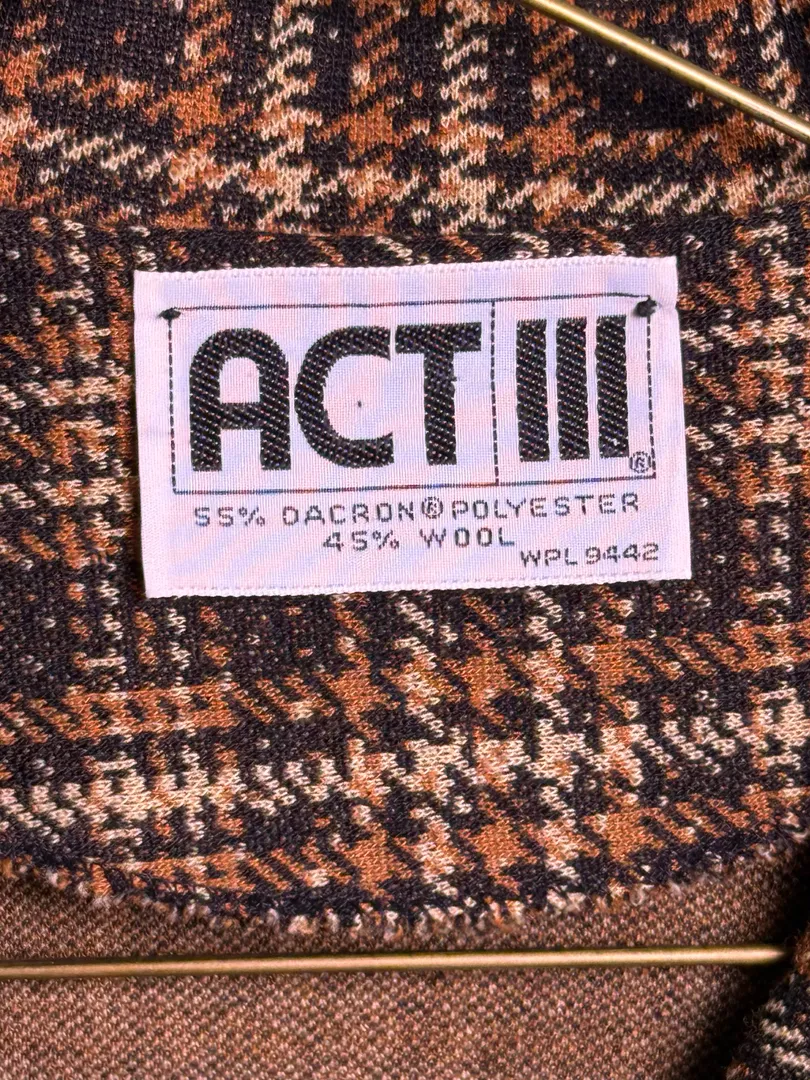 ACT III®
55% DACRON® POLYESTER
45% WOOL
WPL 9442